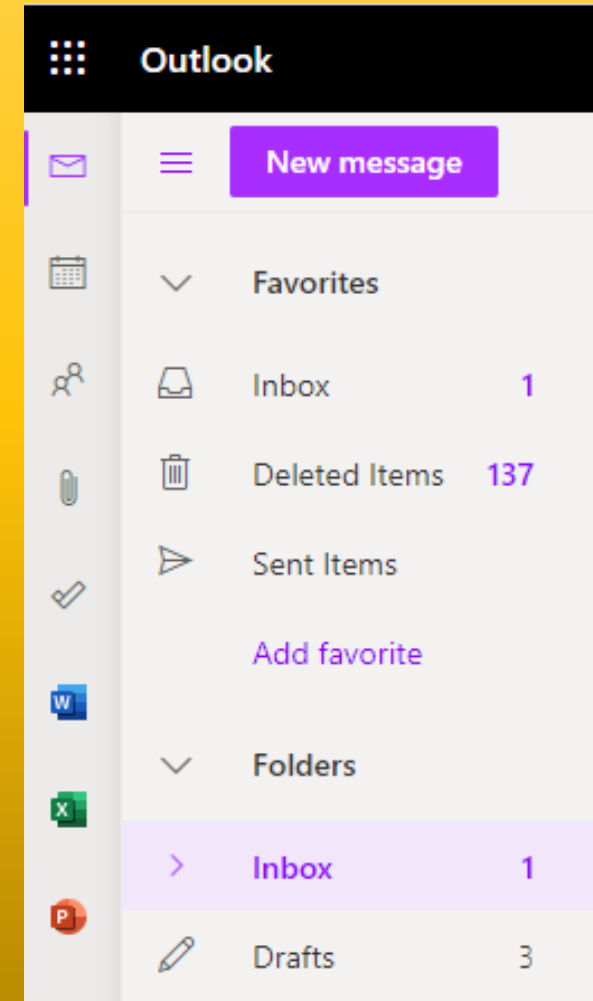 Outlook
New message
Favorites
Inbox 1
Deleted Items 137
Sent Items
Add favorite
W
Folders
X
Inbox 1
P
Drafts 3